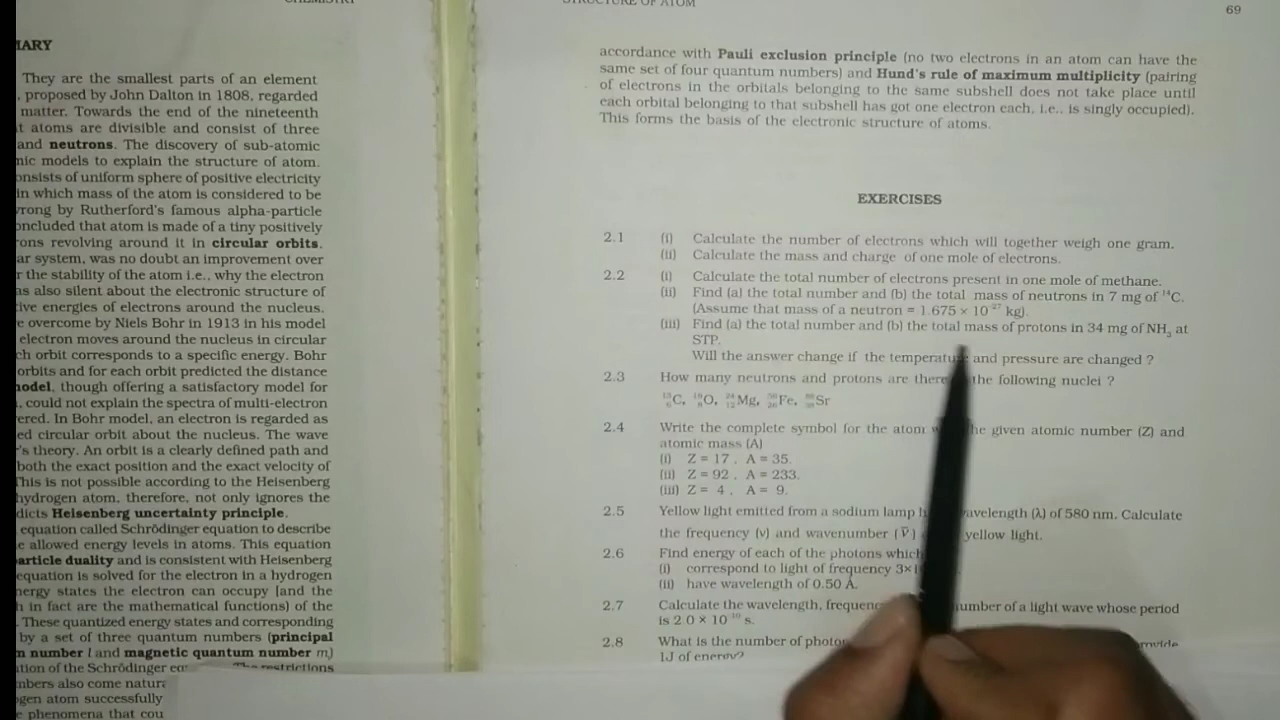 CHEMISTRY
IARY
They are the smallest parts of an element
, proposed by John Dalton in 1808, regarded
matter. Towards the end of the nineteenth
t atoms are divisible and consist of three
and neutrons. The discovery of sub-atomic
nic models to explain the structure of atom.
onsists of uniform sphere of positive electricity
in which mass of the atom is considered to be
wrong by Rutherford's famous alpha-particle
oncluded that atom is made of a tiny positively
ons revolving around it in circular orbits.
ar system, was no doubt an improvement over
r the stability of the atom i.e., why the electron
as also silent about the electronic structure of
ive energies of electrons around the nucleus.
e overcome by Niels Bohr in 1913 in his model
electron moves around the nucleus in circular
ch orbit corresponds to a specific energy. Bohr
orbits and for each orbit predicted the distance
nodel, though offering a satisfactory model for
, could not explain the spectra of multi-electron
ered. In Bohr model, an electron is regarded as
ed circular orbit about the nucleus. The wave
r's theory. An orbit is a clearly defined path and
both the exact position and the exact velocity of
This is not possible according to the Heisenberg
hydrogen atom, therefore, not only ignores the
dicts Heisenberg uncertainty principle.
equation called Schrödinger equation to describe
e allowed energy levels in atoms. This equation
particle duality and is consistent with Heisenberg
equation is solved for the electron in a hydrogen
nergy states the electron can occupy [and the
h in fact are the mathematical functions) of the
. These quantized energy states and corresponding
by a set of three quantum numbers (principal
n number l and magnetic quantum number m)
tion of the Schrödinger restrictions
mbers also come
gen atom successfully
e phenomena that
STRUCTURE OF ATOM 69
accordance with Pauli exclusion principle (no two electrons in an atom can have the
same set of four quantum numbers) and Hund's rule of maximum multiplicity (pairing
of electrons in the orbitals belonging to the same subshell does not take place until
each orbital belonging to that subshell has got one electron each, i.e., is singly occupied).
This forms the basis of the electronic structure of atoms.
EXERCISES
2.1 (i) Calculate the number of electrons which will together weigh one gram.
(ii) Calculate the mass and charge of one mole of electrons.
2.2 (i) Calculate the total number of electrons present in one mole of methane.
(ii) Find (a) the total number and (b) the total mass of neutrons in 7 mg of ¹⁴C.
(Assume that mass of a neutron = 1.675 × 10⁻²⁷ kg).
(iii) Find (a) the total number and (b) the total mass of protons in 34 mg of NH₃ at
STP.
Will the answer change if the temperature and pressure are changed ?
2.3 How many neutrons and protons are there the following nuclei ?
¹³₆C, ¹⁶₈O, ²⁴₁₂Mg, ⁵⁶₂₆Fe, ⁸⁸₃₈Sr
2.4 Write the complete symbol for the atom the given atomic number (Z) and
atomic mass (A)
(i) Z = 17 , A = 35.
(ii) Z = 92 , A = 233.
(iii) Z = 4 , A = 9.
2.5 Yellow light emitted from a sodium lamp wavelength (λ) of 580 nm. Calculate
the frequency (ν) and wavenumber (ν̅) yellow light.
2.6 Find energy of each of the photons which
(i) correspond to light of frequency 3×
(ii) have wavelength of 0.50 Å.
2.7 Calculate the wavelength, number of a light wave whose period
is 2.0 × 10⁻¹⁰ s.
2.8 What is the number of provide
1J of energy?